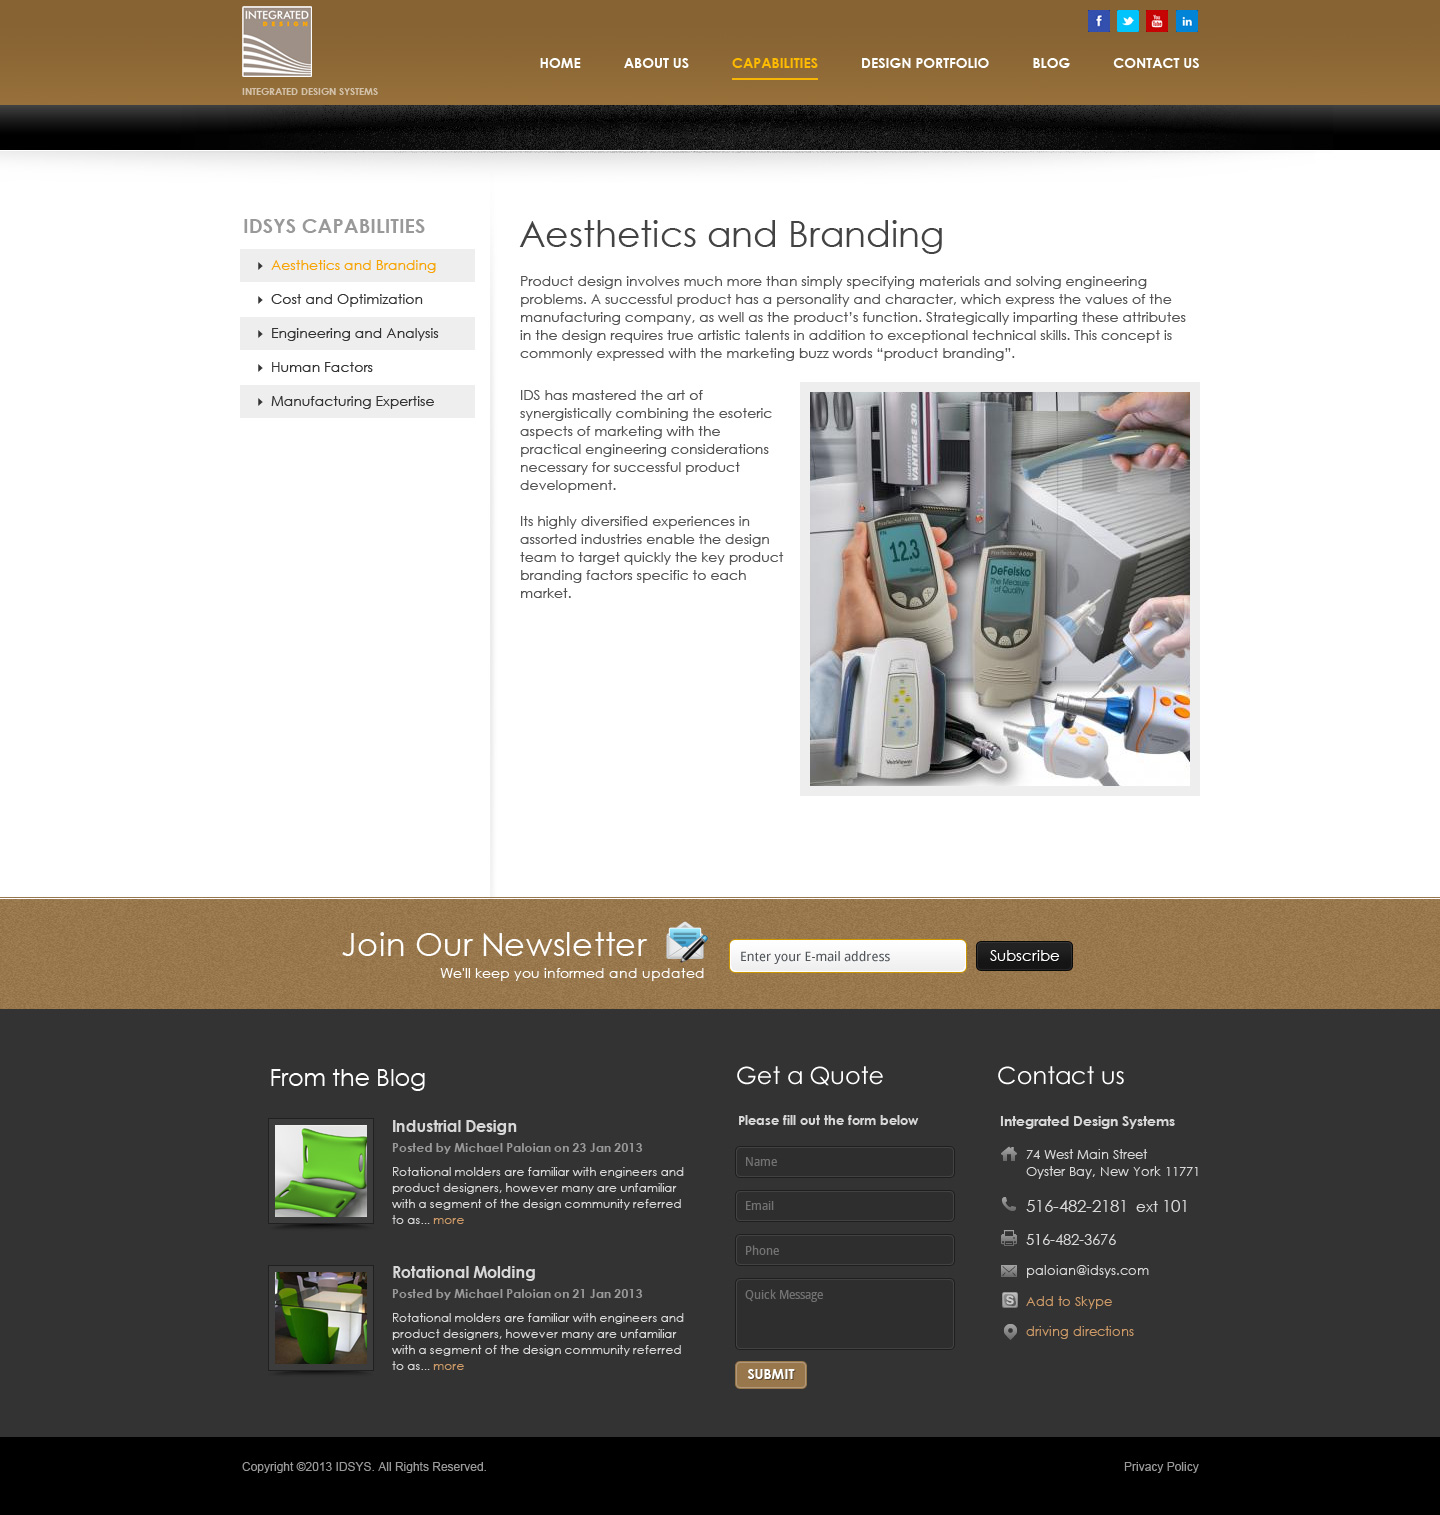 INTEGRATED
DESIGN
INTEGRATED DESIGN SYSTEMS
f
You
in
HOME
ABOUT US
CAPABILITIES
DESIGN PORTFOLIO
BLOG
CONTACT US
IDSYS CAPABILITIES
Aesthetics and Branding
Cost and Optimization
Engineering and Analysis
Human Factors
Manufacturing Expertise
Aesthetics and Branding
Product design involves much more than simply specifying materials and solving engineering
problems. A successful product has a personality and character, which express the values of the
manufacturing company, as well as the product’s function. Strategically imparting these attributes
in the design requires true artistic talents in addition to exceptional technical skills. This concept is
commonly expressed with the marketing buzz words “product branding”.
IDS has mastered the art of
synergistically combining the esoteric
aspects of marketing with the
practical engineering considerations
necessary for successful product
development.
Its highly diversified experiences in
assorted industries enable the design
team to target quickly the key product
branding factors specific to each
market.
VANTAGE 300
PosiTector 6000
12.3
PosiTector 6000
DeFelsko
The Measure
of Quality
VeinViewer
Join Our Newsletter
We'll keep you informed and updated
Enter your E-mail address
Subscribe
From the Blog
Industrial Design
Posted by Michael Paloian on 23 Jan 2013
Rotational molders are familiar with engineers and
product designers, however many are unfamiliar
with a segment of the design community referred
to as... more
Rotational Molding
Posted by Michael Paloian on 21 Jan 2013
Rotational molders are familiar with engineers and
product designers, however many are unfamiliar
with a segment of the design community referred
to as... more
Get a Quote
Please fill out the form below
Name
Email
Phone
Quick Message
SUBMIT
Contact us
Integrated Design Systems
74 West Main Street
Oyster Bay, New York 11771
516-482-2181 ext 101
516-482-3676
paloian@idsys.com
S
Add to Skype
driving directions
Copyright ©2013 IDSYS. All Rights Reserved.
Privacy Policy